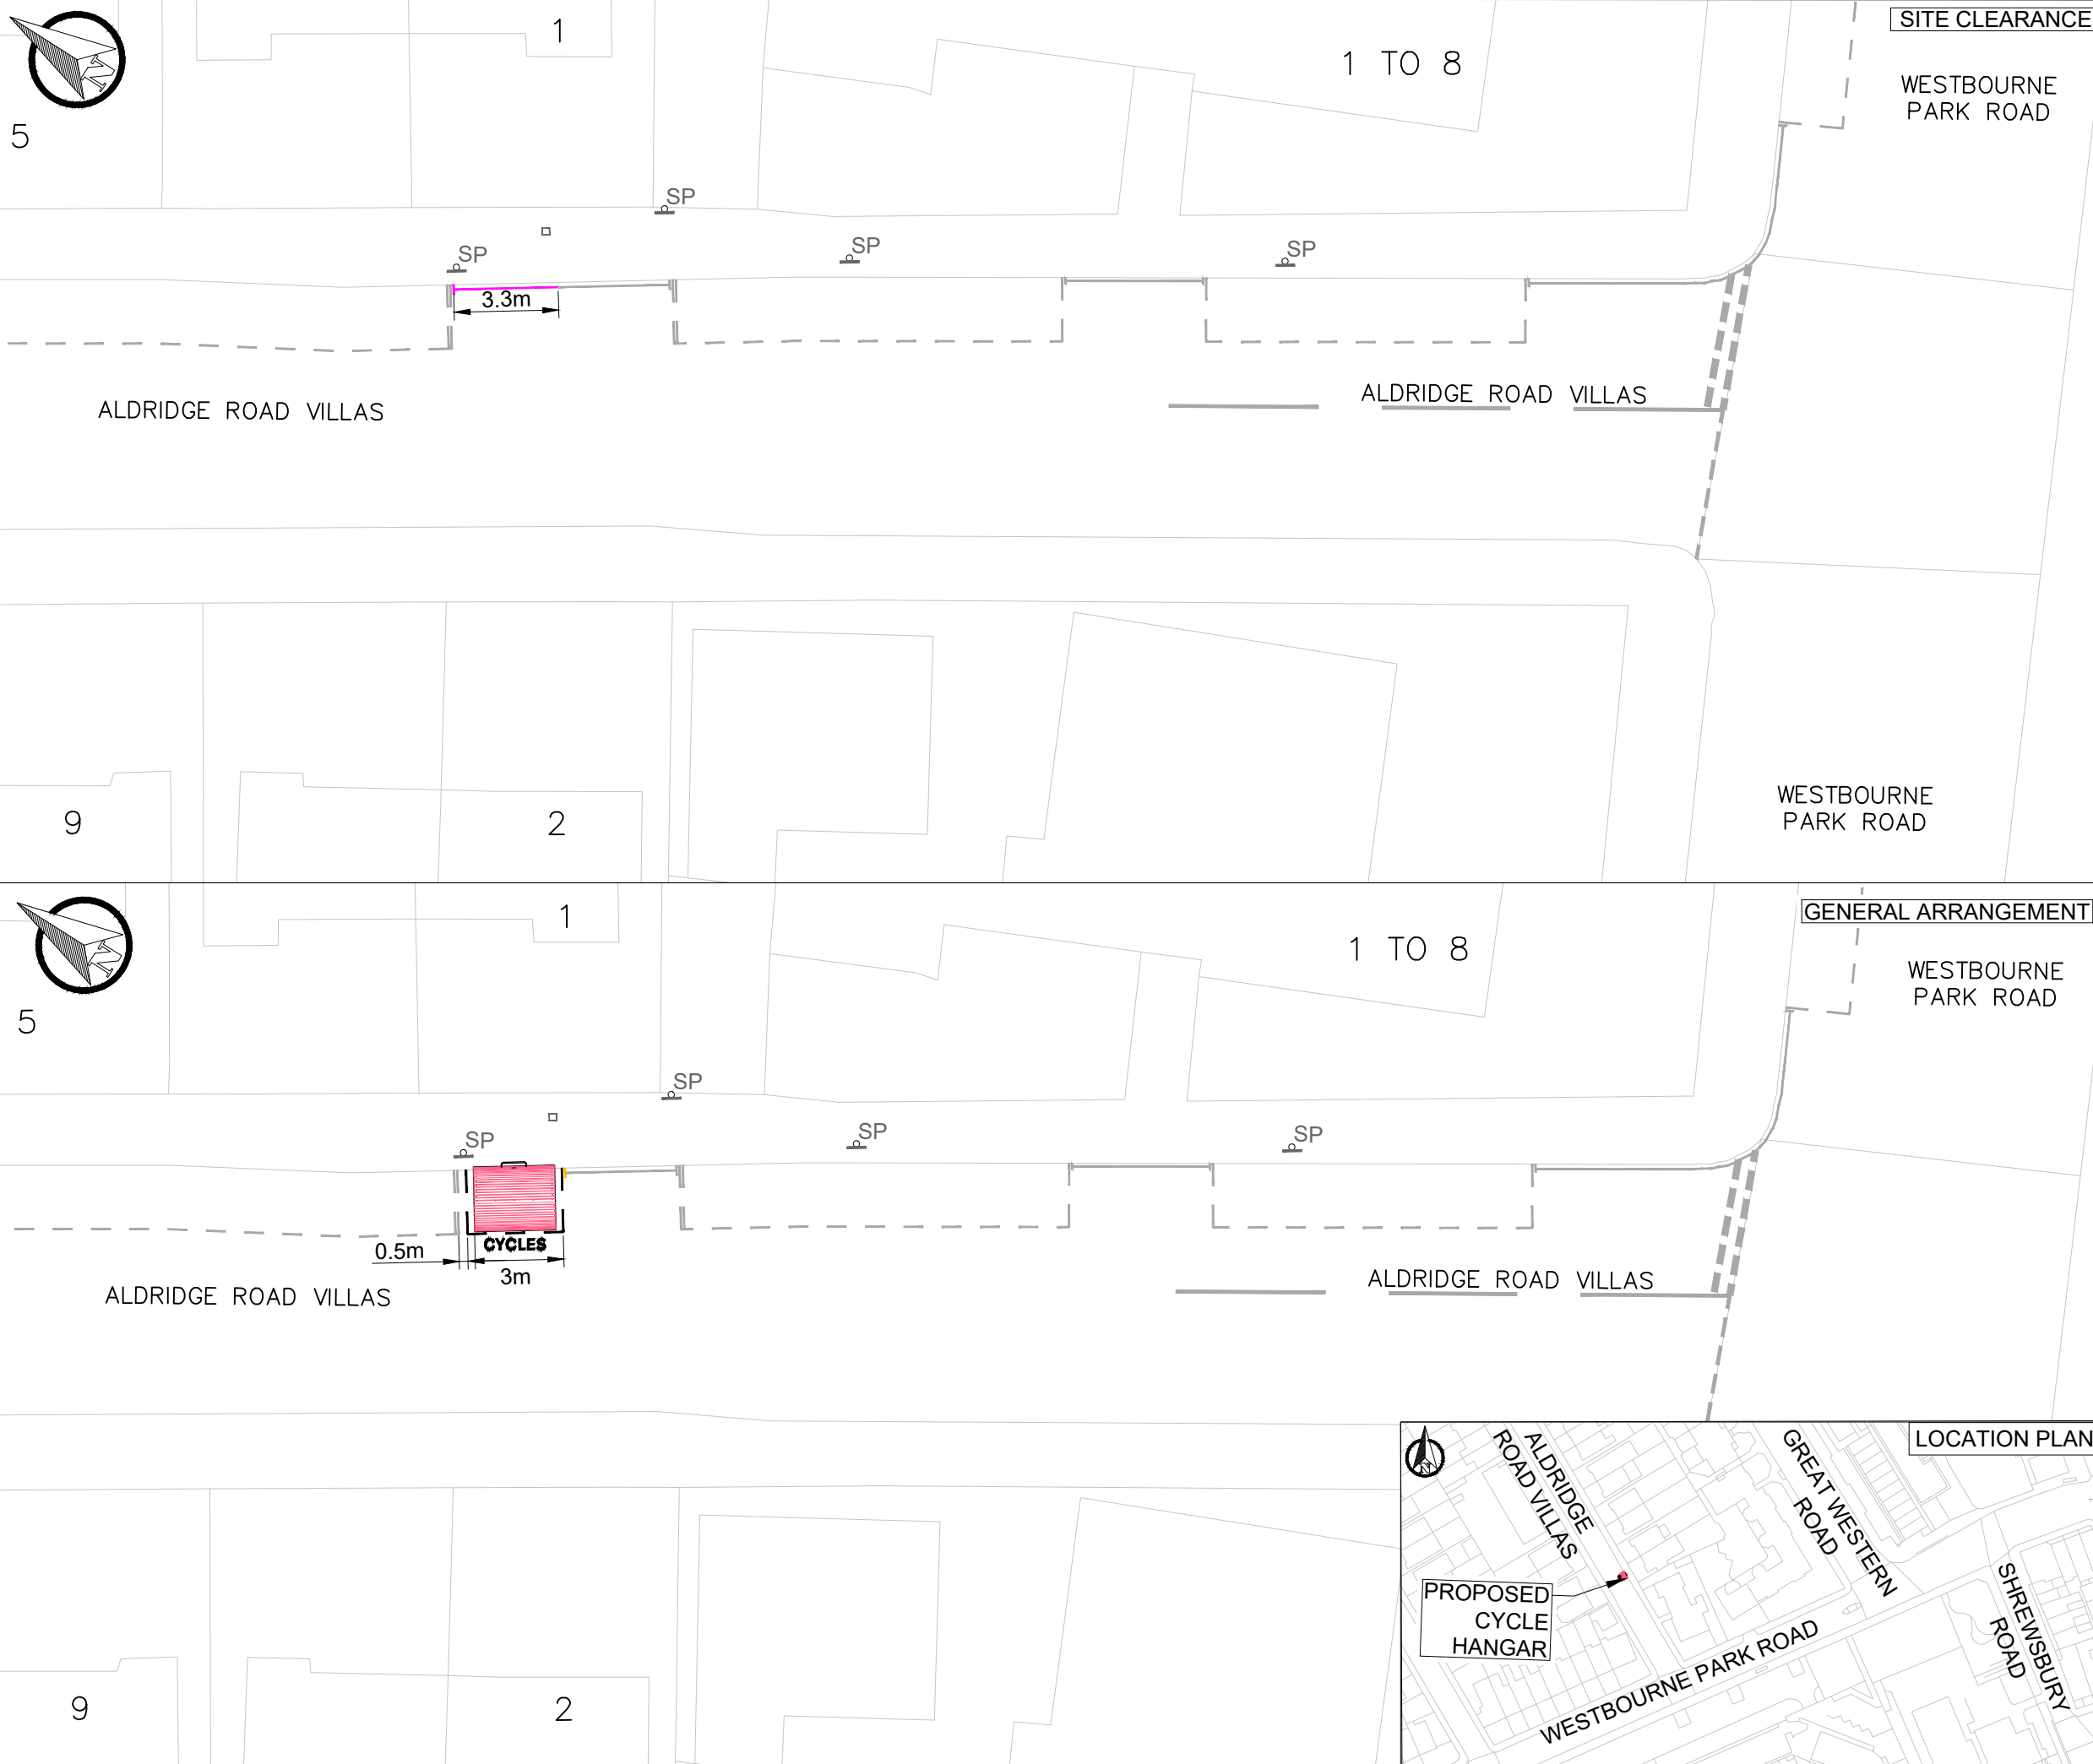 SITE CLEARANCE
N
1
1 TO 8
WESTBOURNE
PARK ROAD
5
SP
SP
SP
SP
3.3m
ALDRIDGE ROAD VILLAS
ALDRIDGE ROAD VILLAS
9
2
WESTBOURNE
PARK ROAD
GENERAL ARRANGEMENT
N
1
1 TO 8
WESTBOURNE
PARK ROAD
5
SP
SP
SP
SP
CYCLES
0.5m
3m
ALDRIDGE ROAD VILLAS
ALDRIDGE ROAD VILLAS
9
2
LOCATION PLAN
N
ALDRIDGE
ROAD VILLAS
GREAT WESTERN
ROAD
PROPOSED
CYCLE
HANGAR
WESTBOURNE PARK ROAD
SHREWSBURY
ROAD